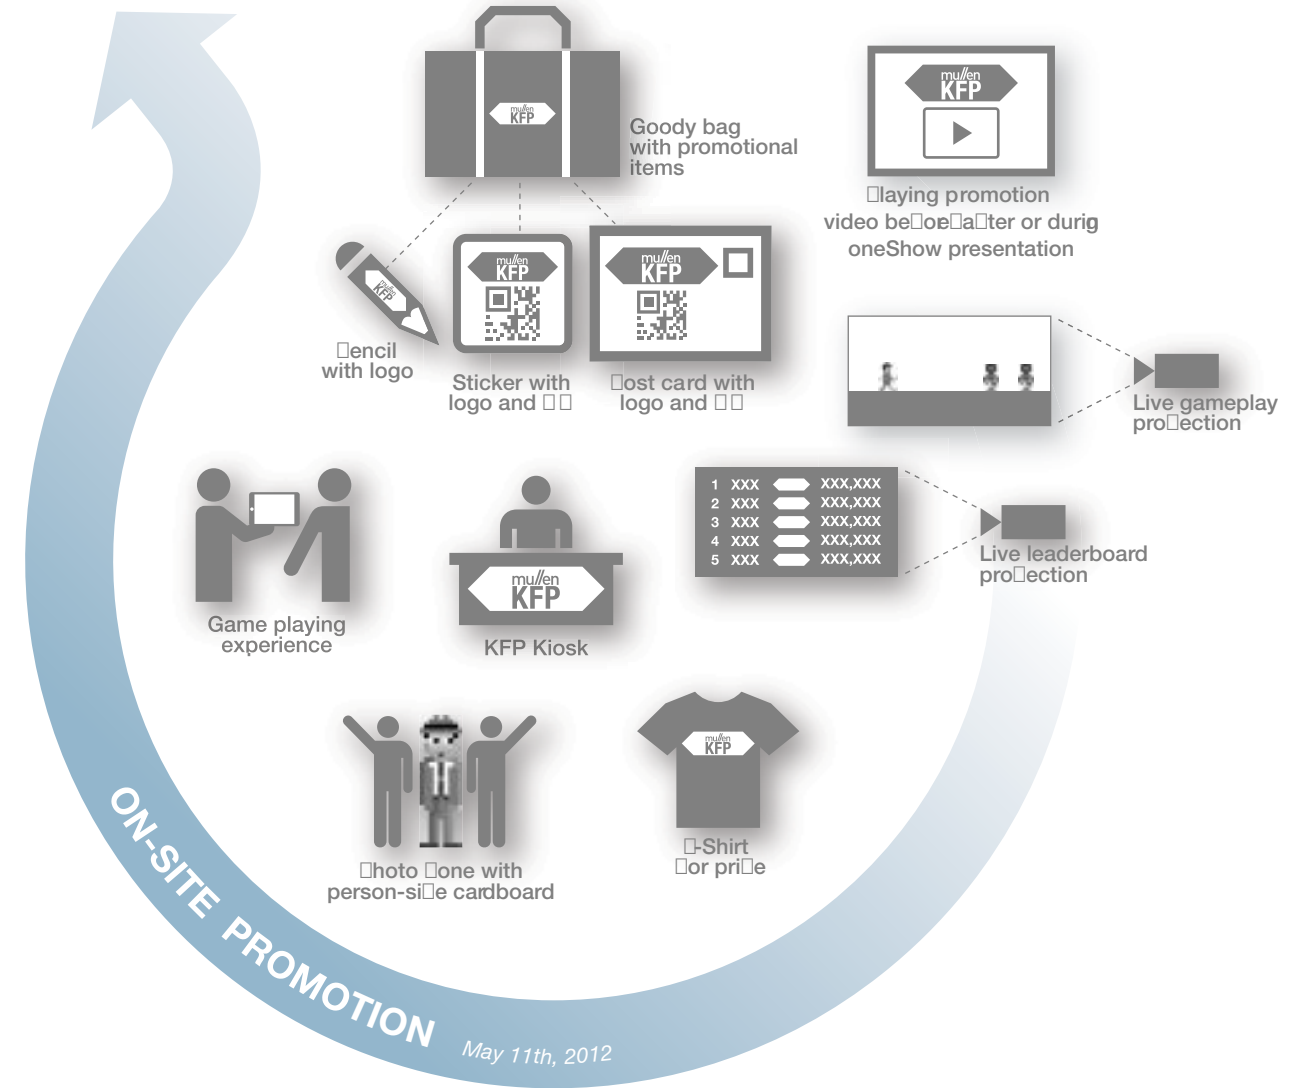 mullen
KFP
Goody bag
with promotional
items
mullen
KFP
□laying promotion
video be□ore□a□ter or durig
oneShow presentation
mullen
KFP
mullen
KFP
mullen
KFP
□encil
with logo
Sticker with
logo and □□
□ost card with
logo and □□
Live gameplay
pro□ection
1 XXX XXX,XXX
2 XXX XXX,XXX
3 XXX XXX,XXX
4 XXX XXX,XXX
5 XXX XXX,XXX
Live leaderboard
pro□ection
Game playing
experience
mullen
KFP
KFP Kiosk
mullen
KFP
□-Shirt
□or pri□e
□hoto □one with
person-si□e cardboard
ON-SITE PROMOTION
May 11th, 2012